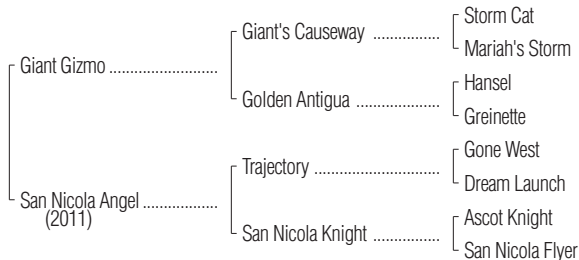 Storm Cat
Giant's Causeway ................
Mariah's Storm
Giant Gizmo ..........................
Hansel
Golden Antigua ....................
Greinette
Gone West
Trajectory ..............................
Dream Launch
San Nicola Angel ..................
(2011)
Ascot Knight
San Nicola Knight ................
San Nicola Flyer